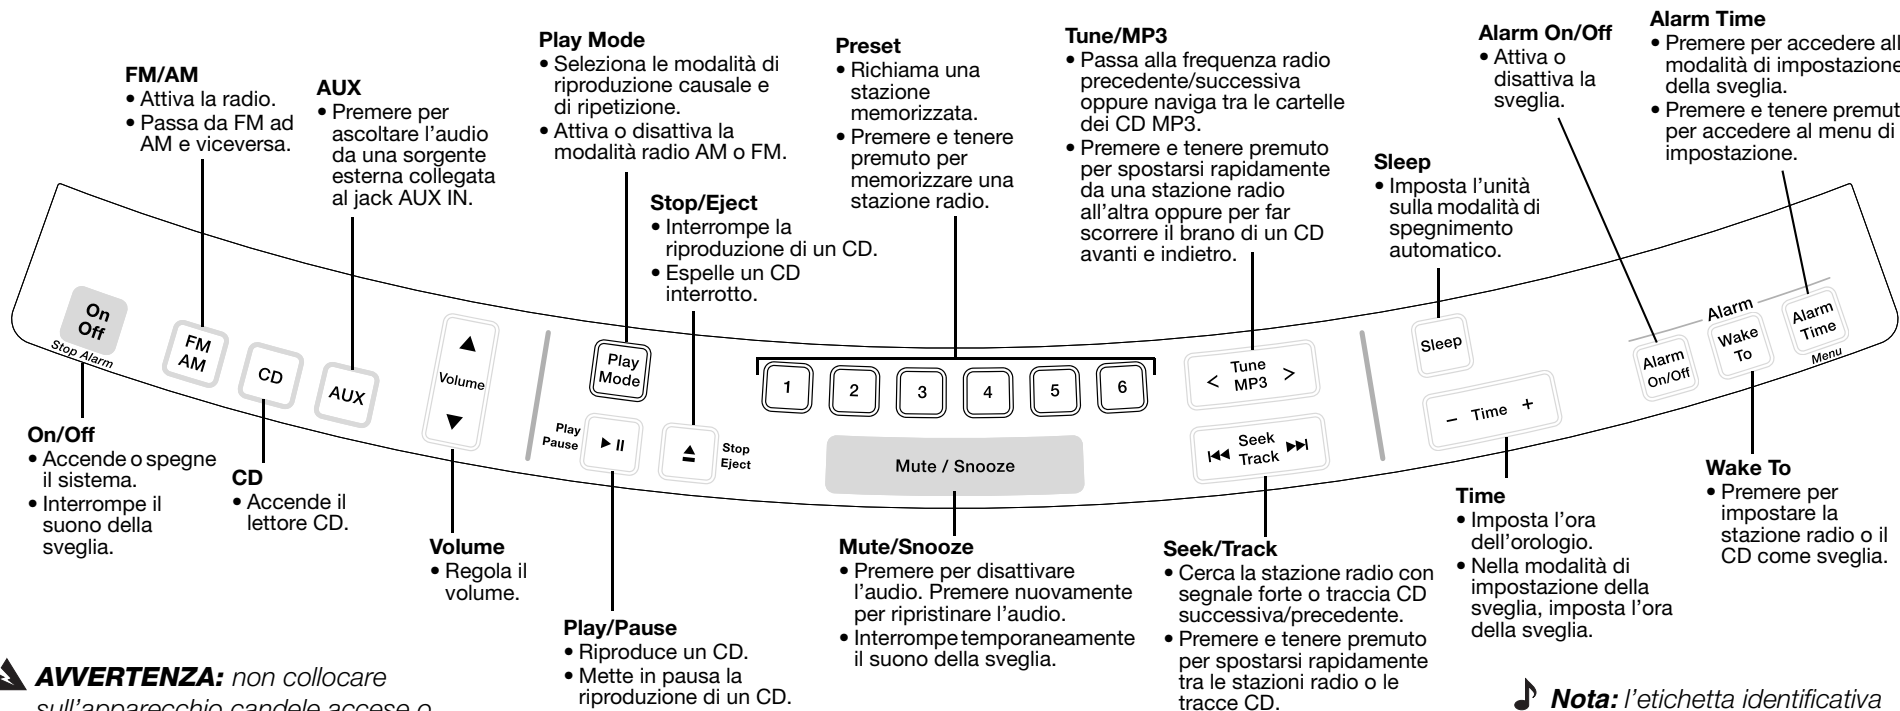 FM/AM
• Attiva la radio.
• Passa da FM ad
AM e viceversa.
AUX
• Premere per
ascoltare l’audio
da una sorgente
esterna collegata
al jack AUX IN.
Play Mode
• Seleziona le modalità di
riproduzione causale e
di ripetizione.
• Attiva o disattiva la
modalità radio AM o FM.
Stop/Eject
• Interrompe la
riproduzione di un CD.
• Espelle un CD
interrotto.
Preset
• Richiama una
stazione
memorizzata.
• Premere e tenere
premuto per
memorizzare una
stazione radio.
Tune/MP3
• Passa alla frequenza radio
precedente/successiva
oppure naviga tra le cartelle
dei CD MP3.
• Premere e tenere premuto
per spostarsi rapidamente
da una stazione radio
all’altra oppure per far
scorrere il brano di un CD
avanti e indietro.
Sleep
• Imposta l’unità
sulla modalità di
spegnimento
automatico.
Alarm On/Off
• Attiva o
disattiva la
sveglia.
Alarm Time
• Premere per accedere all
modalità di impostazione
della sveglia.
• Premere e tenere premut
per accedere al menu di
impostazione.
On
Off
Stop Alarm
FM
AM
CD
AUX
▲
Volume
▼
Play
Mode
Play
Pause
Stop
Eject
1
2
3
4
5
6
Mute / Snooze
< Tune >
MP3
Seek
Track
Sleep
– Time +
Alarm
Alarm
On/Off
Wake
To
Alarm
Time
Menu
On/Off
• Accende o spegne
il sistema.
• Interrompe il
suono della
sveglia.
CD
• Accende il
lettore CD.
Volume
• Regola il
volume.
Play/Pause
• Riproduce un CD.
• Mette in pausa la
riproduzione di un CD.
Mute/Snooze
• Premere per disattivare
l’audio. Premere nuovamente
per ripristinare l’audio.
• Interrompe temporaneamente
il suono della sveglia.
Seek/Track
• Cerca la stazione radio con
segnale forte o traccia CD
successiva/precedente.
• Premere e tenere premuto
per spostarsi rapidamente
tra le stazioni radio o le
tracce CD.
Time
• Imposta l’ora
dell’orologio.
• Nella modalità di
impostazione della
sveglia, imposta l’ora
della sveglia.
Wake To
• Premere per
impostare la
stazione radio o il
CD come sveglia.
AVVERTENZA: non collocare
sull’apparecchio candele accese o
Nota: l’etichetta identificativa